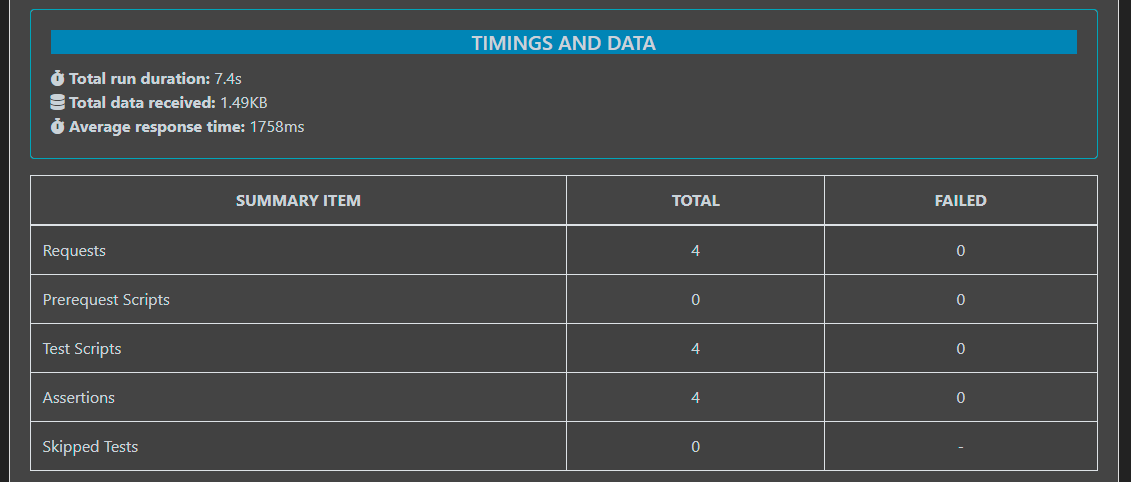 TIMINGS AND DATA
Total run duration: 7.4s
Total data received: 1.49KB
Average response time: 1758ms
SUMMARY ITEM TOTAL FAILED
Requests 4 0
Prerequest Scripts 0 0
Test Scripts 4 0
Assertions 4 0
Skipped Tests 0 -